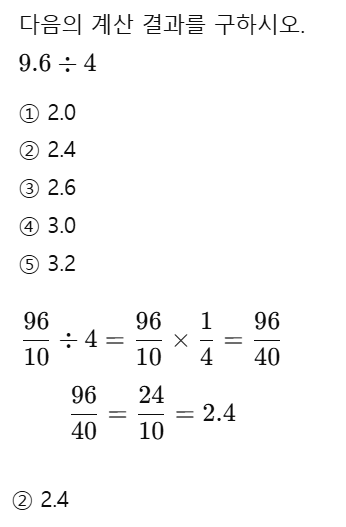 다음의 계산 결과를 구하시오.
9.6 ÷ 4
① 2.0
② 2.4
③ 2.6
④ 3.0
⑤ 3.2
96/10 ÷ 4 = 96/10 × 1/4 = 96/40
96/40 = 24/10 = 2.4
② 2.4